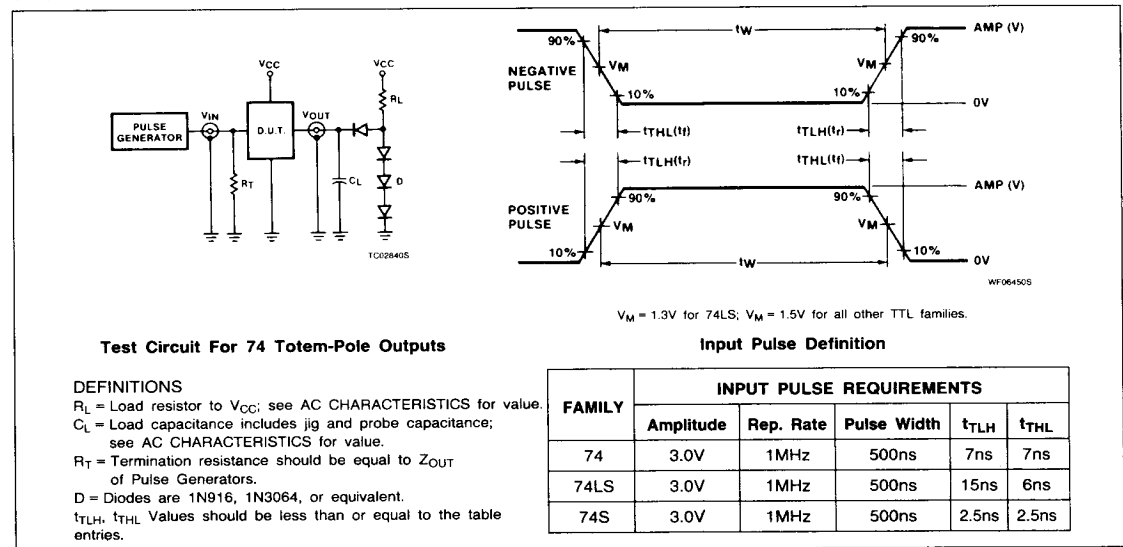 VCC
VCC
RL
PULSE
GENERATOR
VIN
D.U.T.
VOUT
RT
CL
D
TC02840S
tW
90%
90%
AMP (V)
NEGATIVE
PULSE
VM
VM
10%
10%
0V
tTHL(tf)
tTLH(tr)
tTLH(tr)
tTHL(tf)
AMP (V)
90%
90%
POSITIVE
PULSE
VM
VM
10%
10%
tW
0V
WF06450S
VM = 1.3V for 74LS; VM = 1.5V for all other TTL families.
Test Circuit For 74 Totem-Pole Outputs
Input Pulse Definition
DEFINITIONS
RL = Load resistor to VCC; see AC CHARACTERISTICS for value.
CL = Load capacitance includes jig and probe capacitance;
see AC CHARACTERISTICS for value.
RT = Termination resistance should be equal to ZOUT
of Pulse Generators.
D = Diodes are 1N916, 1N3064, or equivalent.
tTLH, tTHL Values should be less than or equal to the table
entries.
FAMILY INPUT PULSE REQUIREMENTS
Amplitude Rep. Rate Pulse Width tTLH tTHL
74 3.0V 1MHz 500ns 7ns 7ns
74LS 3.0V 1MHz 500ns 15ns 6ns
74S 3.0V 1MHz 500ns 2.5ns 2.5ns